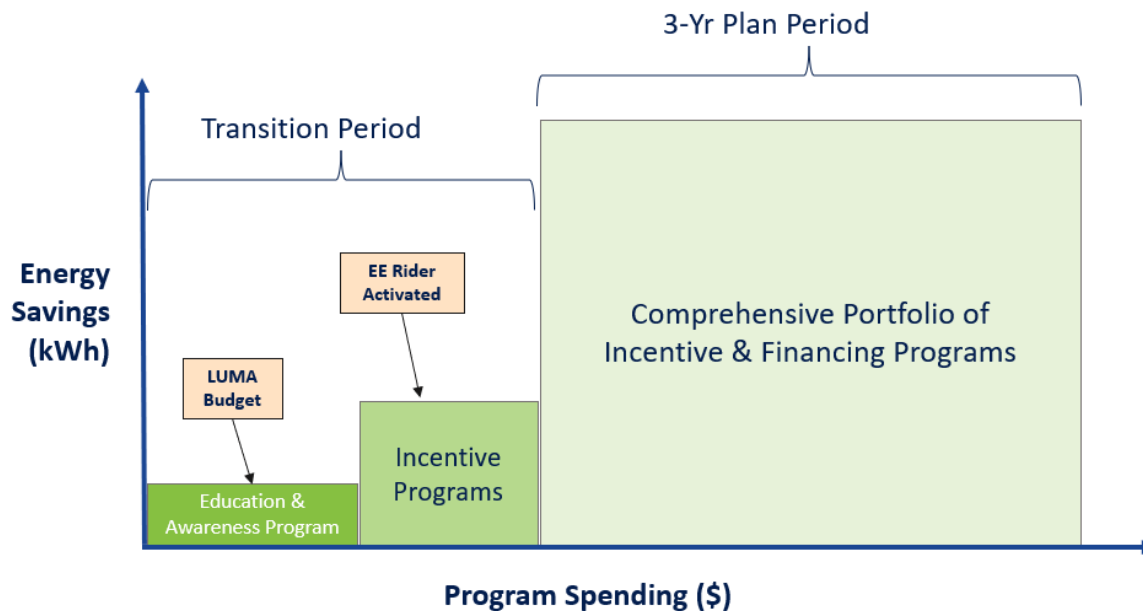 3-Yr Plan Period
Transition Period
EE Rider
Activated
Energy
Savings
(kWh)
Comprehensive Portfolio of
Incentive & Financing Programs
LUMA
Budget
Incentive
Programs
Education &
Awareness Program
Program Spending ($)